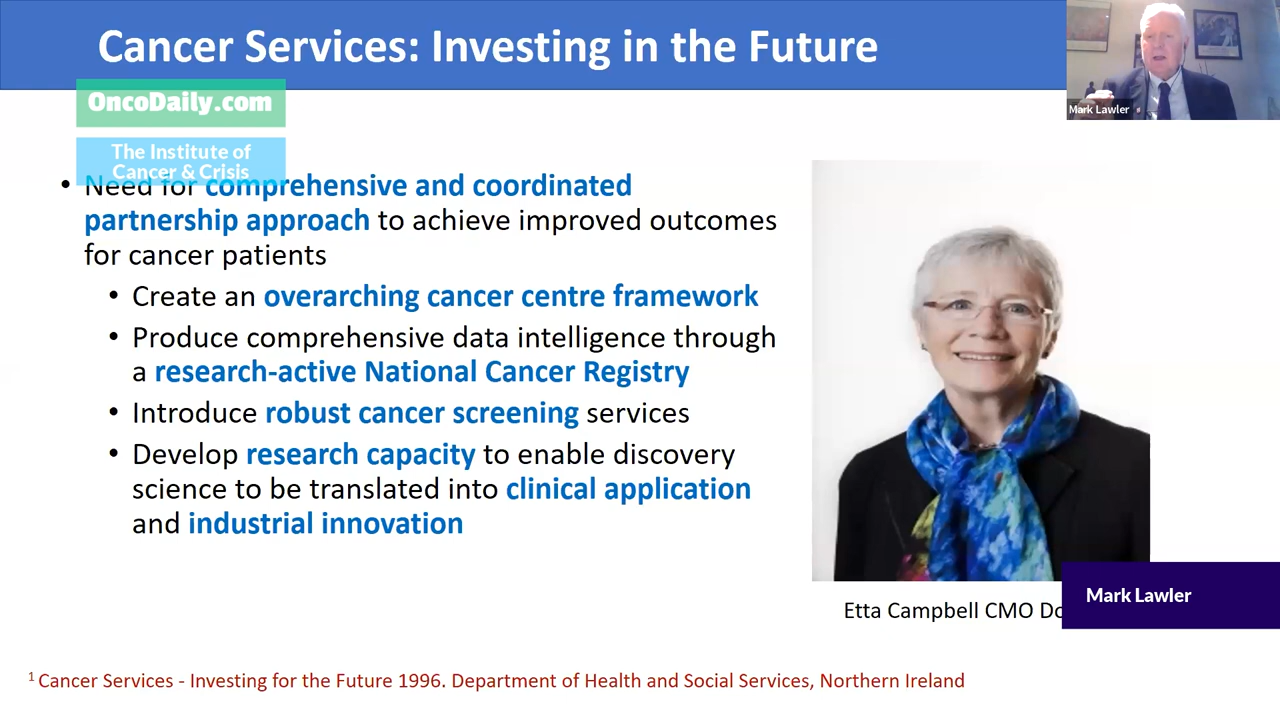 Cancer Services: Investing in the Future
Mark Lawler
OncoDaily.com
The Institute of
Cancer & Crisis
• Need for comprehensive and coordinated
partnership approach to achieve improved outcomes
for cancer patients
• Create an overarching cancer centre framework
• Produce comprehensive data intelligence through
a research-active National Cancer Registry
• Introduce robust cancer screening services
• Develop research capacity to enable discovery
science to be translated into clinical application
and industrial innovation
Mark Lawler
Etta Campbell CMO
1 Cancer Services - Investing for the Future 1996. Department of Health and Social Services, Northern Ireland